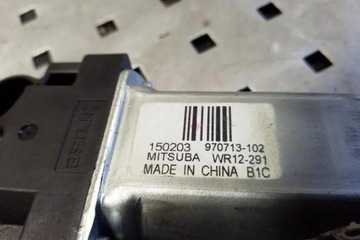 150203 970713-102
MITSUBA WR12-291
MADE IN CHINA B1C